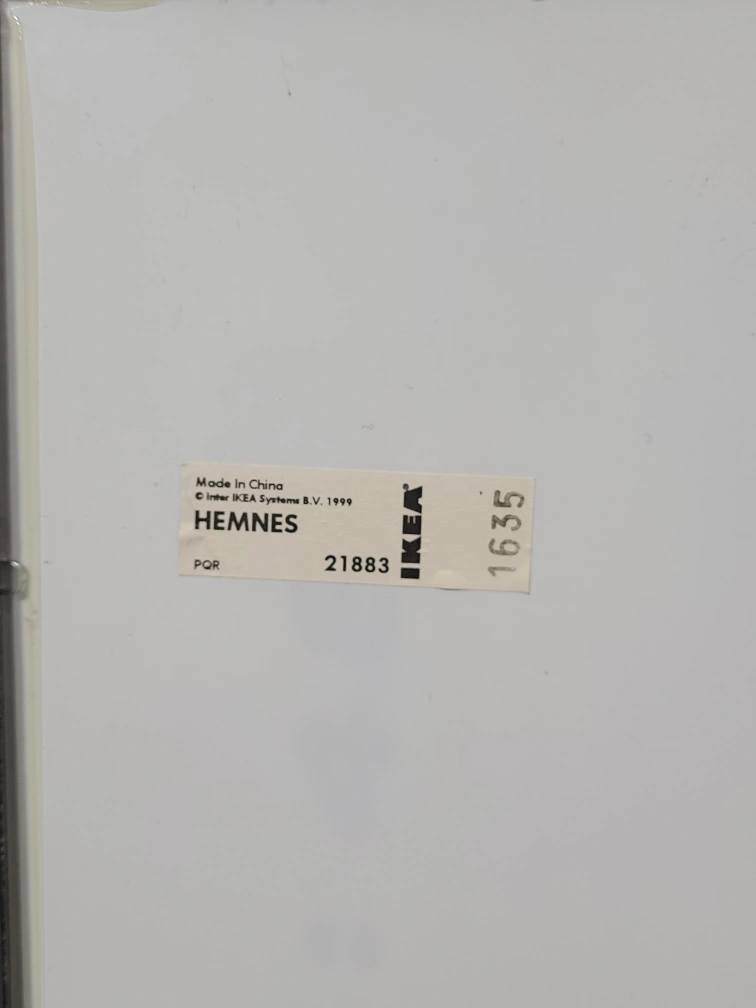 Made In China
© Inter IKEA Systems B.V. 1999
HEMNES
PQR 21883
IKEA®
1635